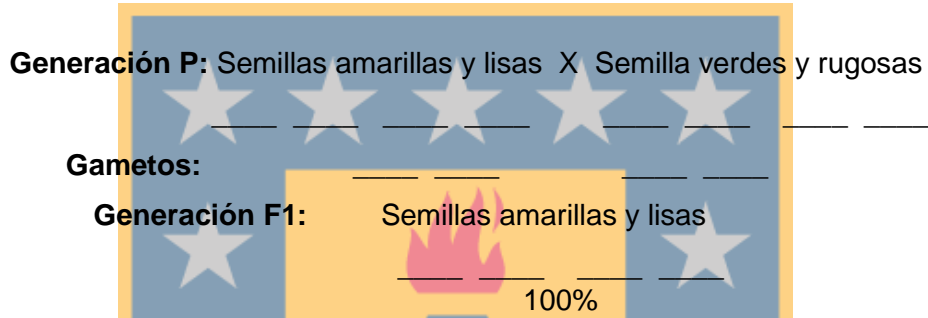 Generación P: Semillas amarillas y lisas X Semilla verdes y rugosas
____ ____ ____ ____ ____ ____ ____ ____
Gametos: ____ ____ ____ ____
Generación F1: Semillas amarillas y lisas
____ ____ ____ ____
100%